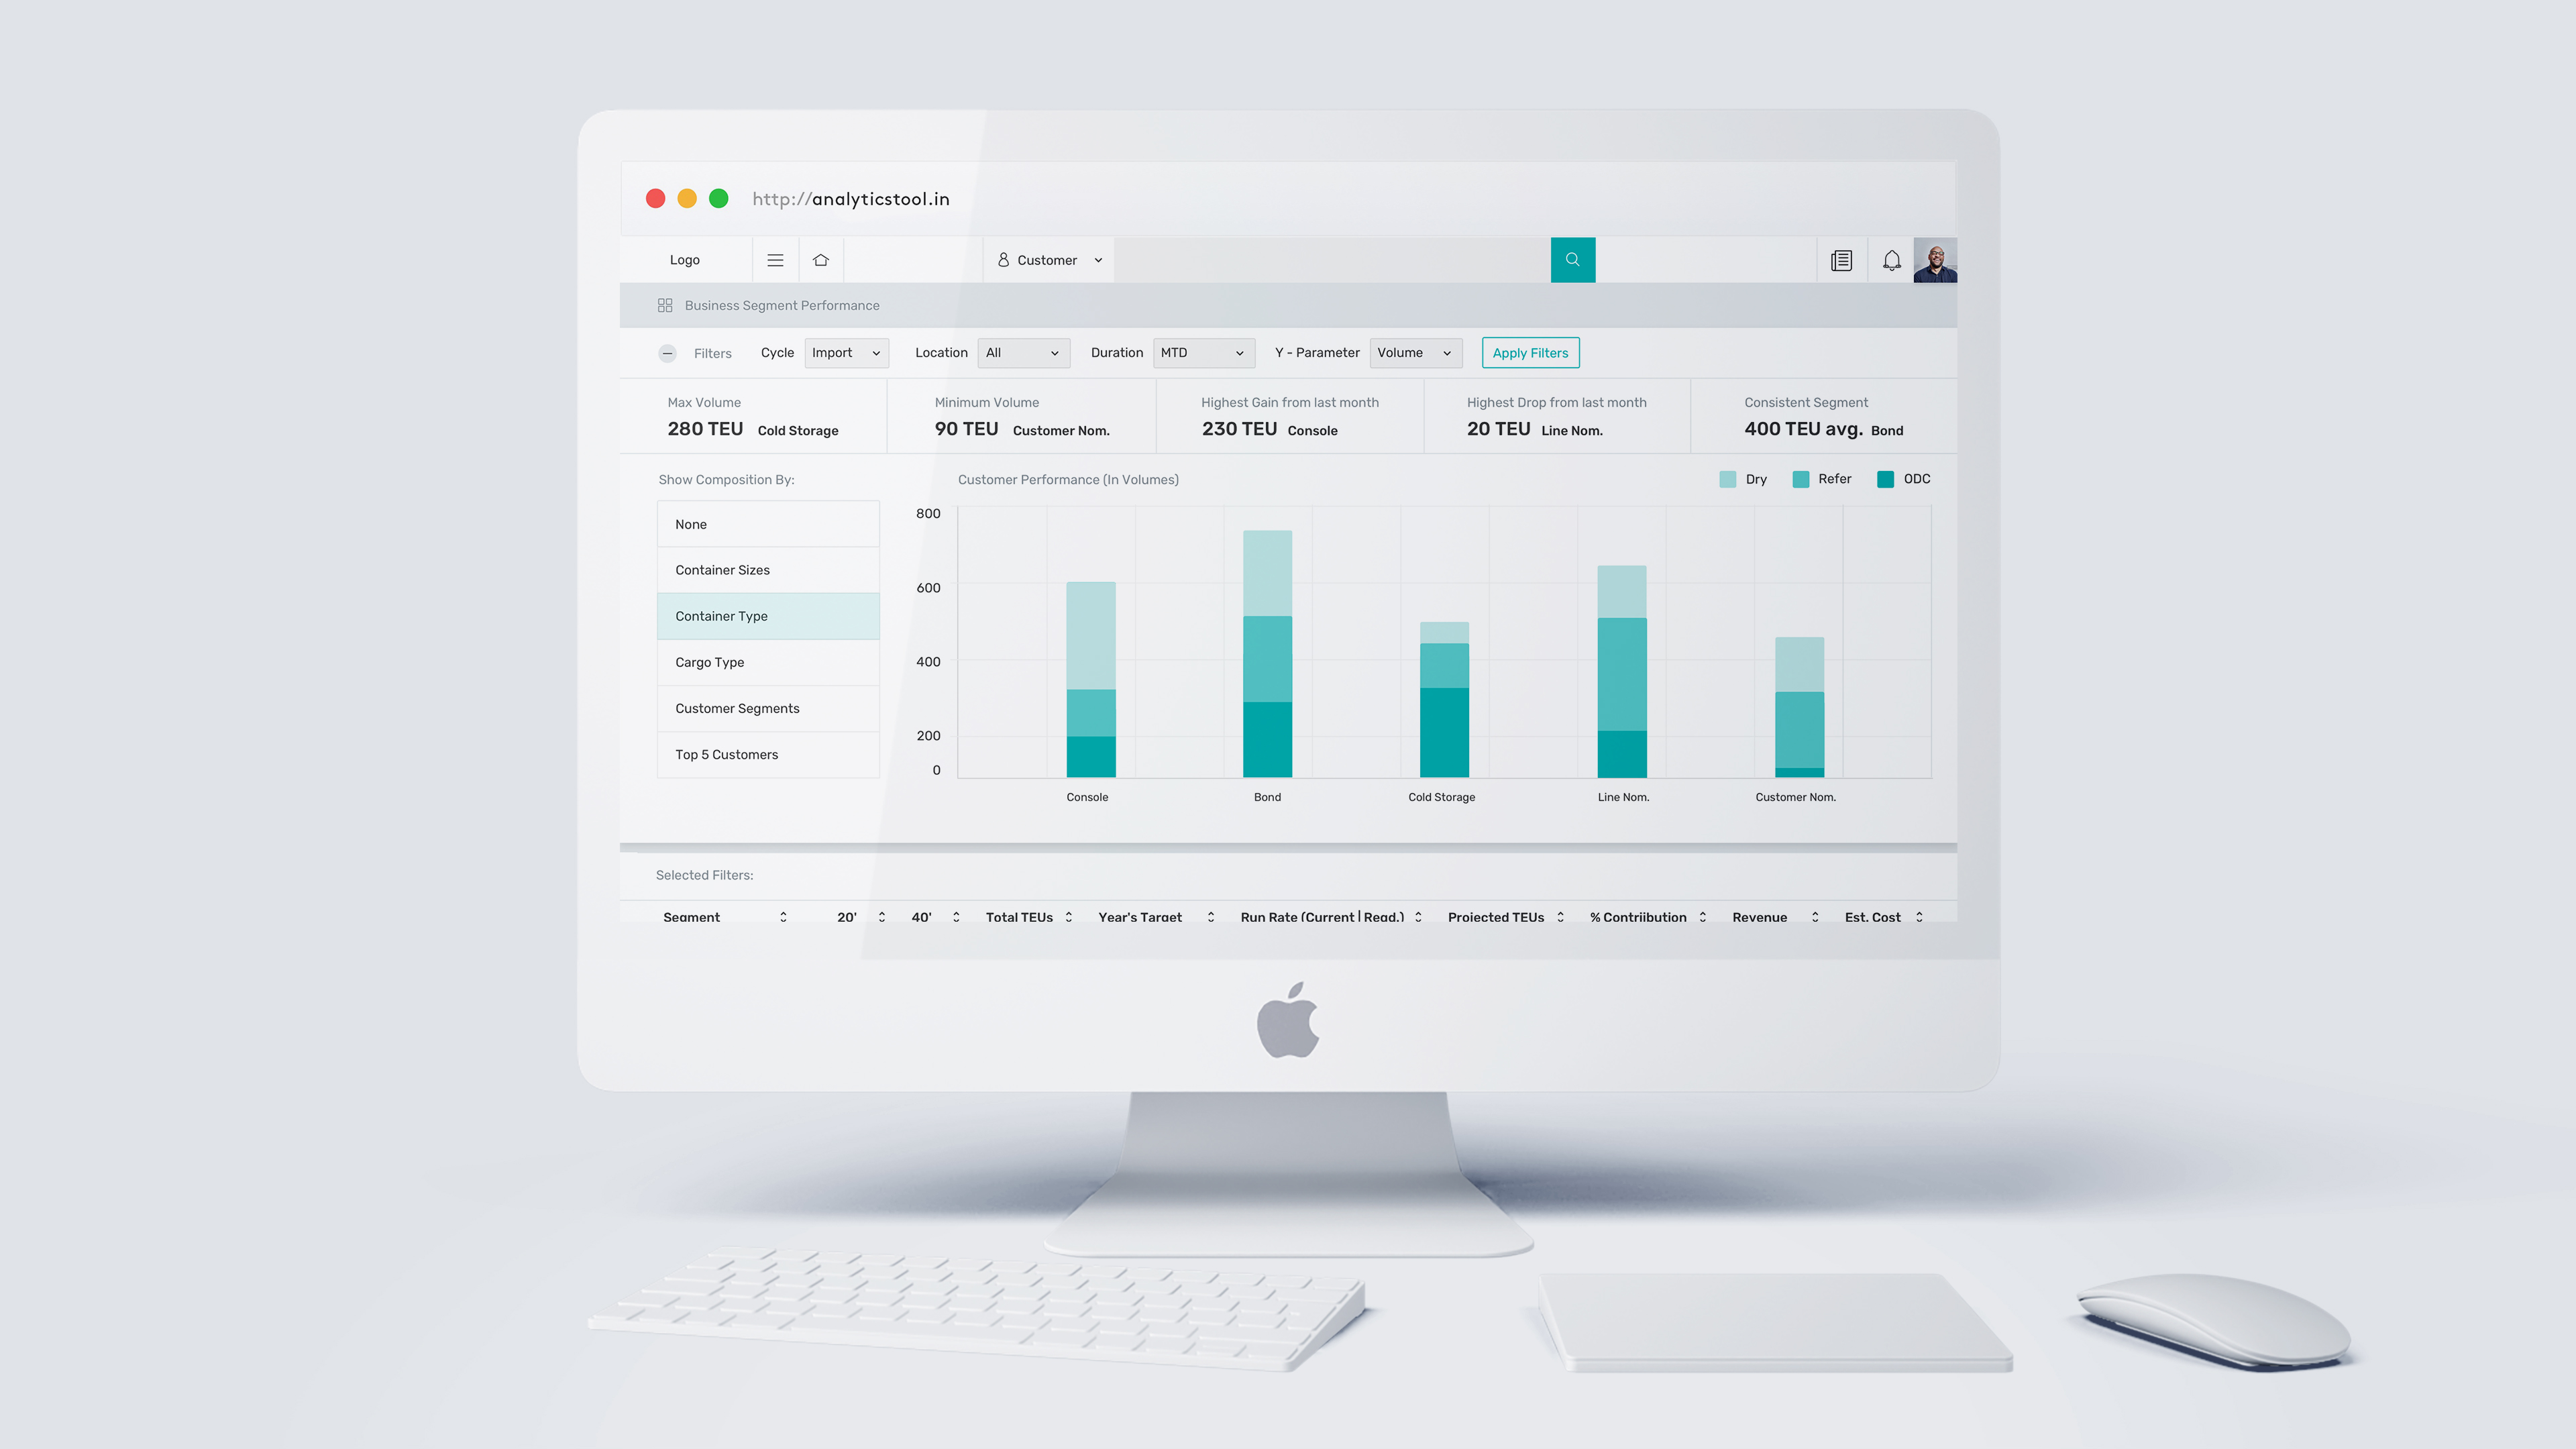 http://analyticstool.in
Logo
Customer
Business Segment Performance
Filters Cycle Import Location All Duration MTD Y - Parameter Volume Apply Filters
Max Volume Minimum Volume Highest Gain from last month Highest Drop from last month Consistent Segment
280 TEU Cold Storage 90 TEU Customer Nom. 230 TEU Console 20 TEU Line Nom. 400 TEU avg. Bond
Show Composition By:
None
Container Sizes
Container Type
Cargo Type
Customer Segments
Top 5 Customers
Customer Performance (In Volumes)
Dry Refer ODC
800
600
400
200
0
Console Bond Cold Storage Line Nom. Customer Nom.
Selected Filters:
Segment 20' 40' Total TEUs Year's Target Run Rate (Current | Reqd.) Projected TEUs % Contriibution Revenue Est. Cost